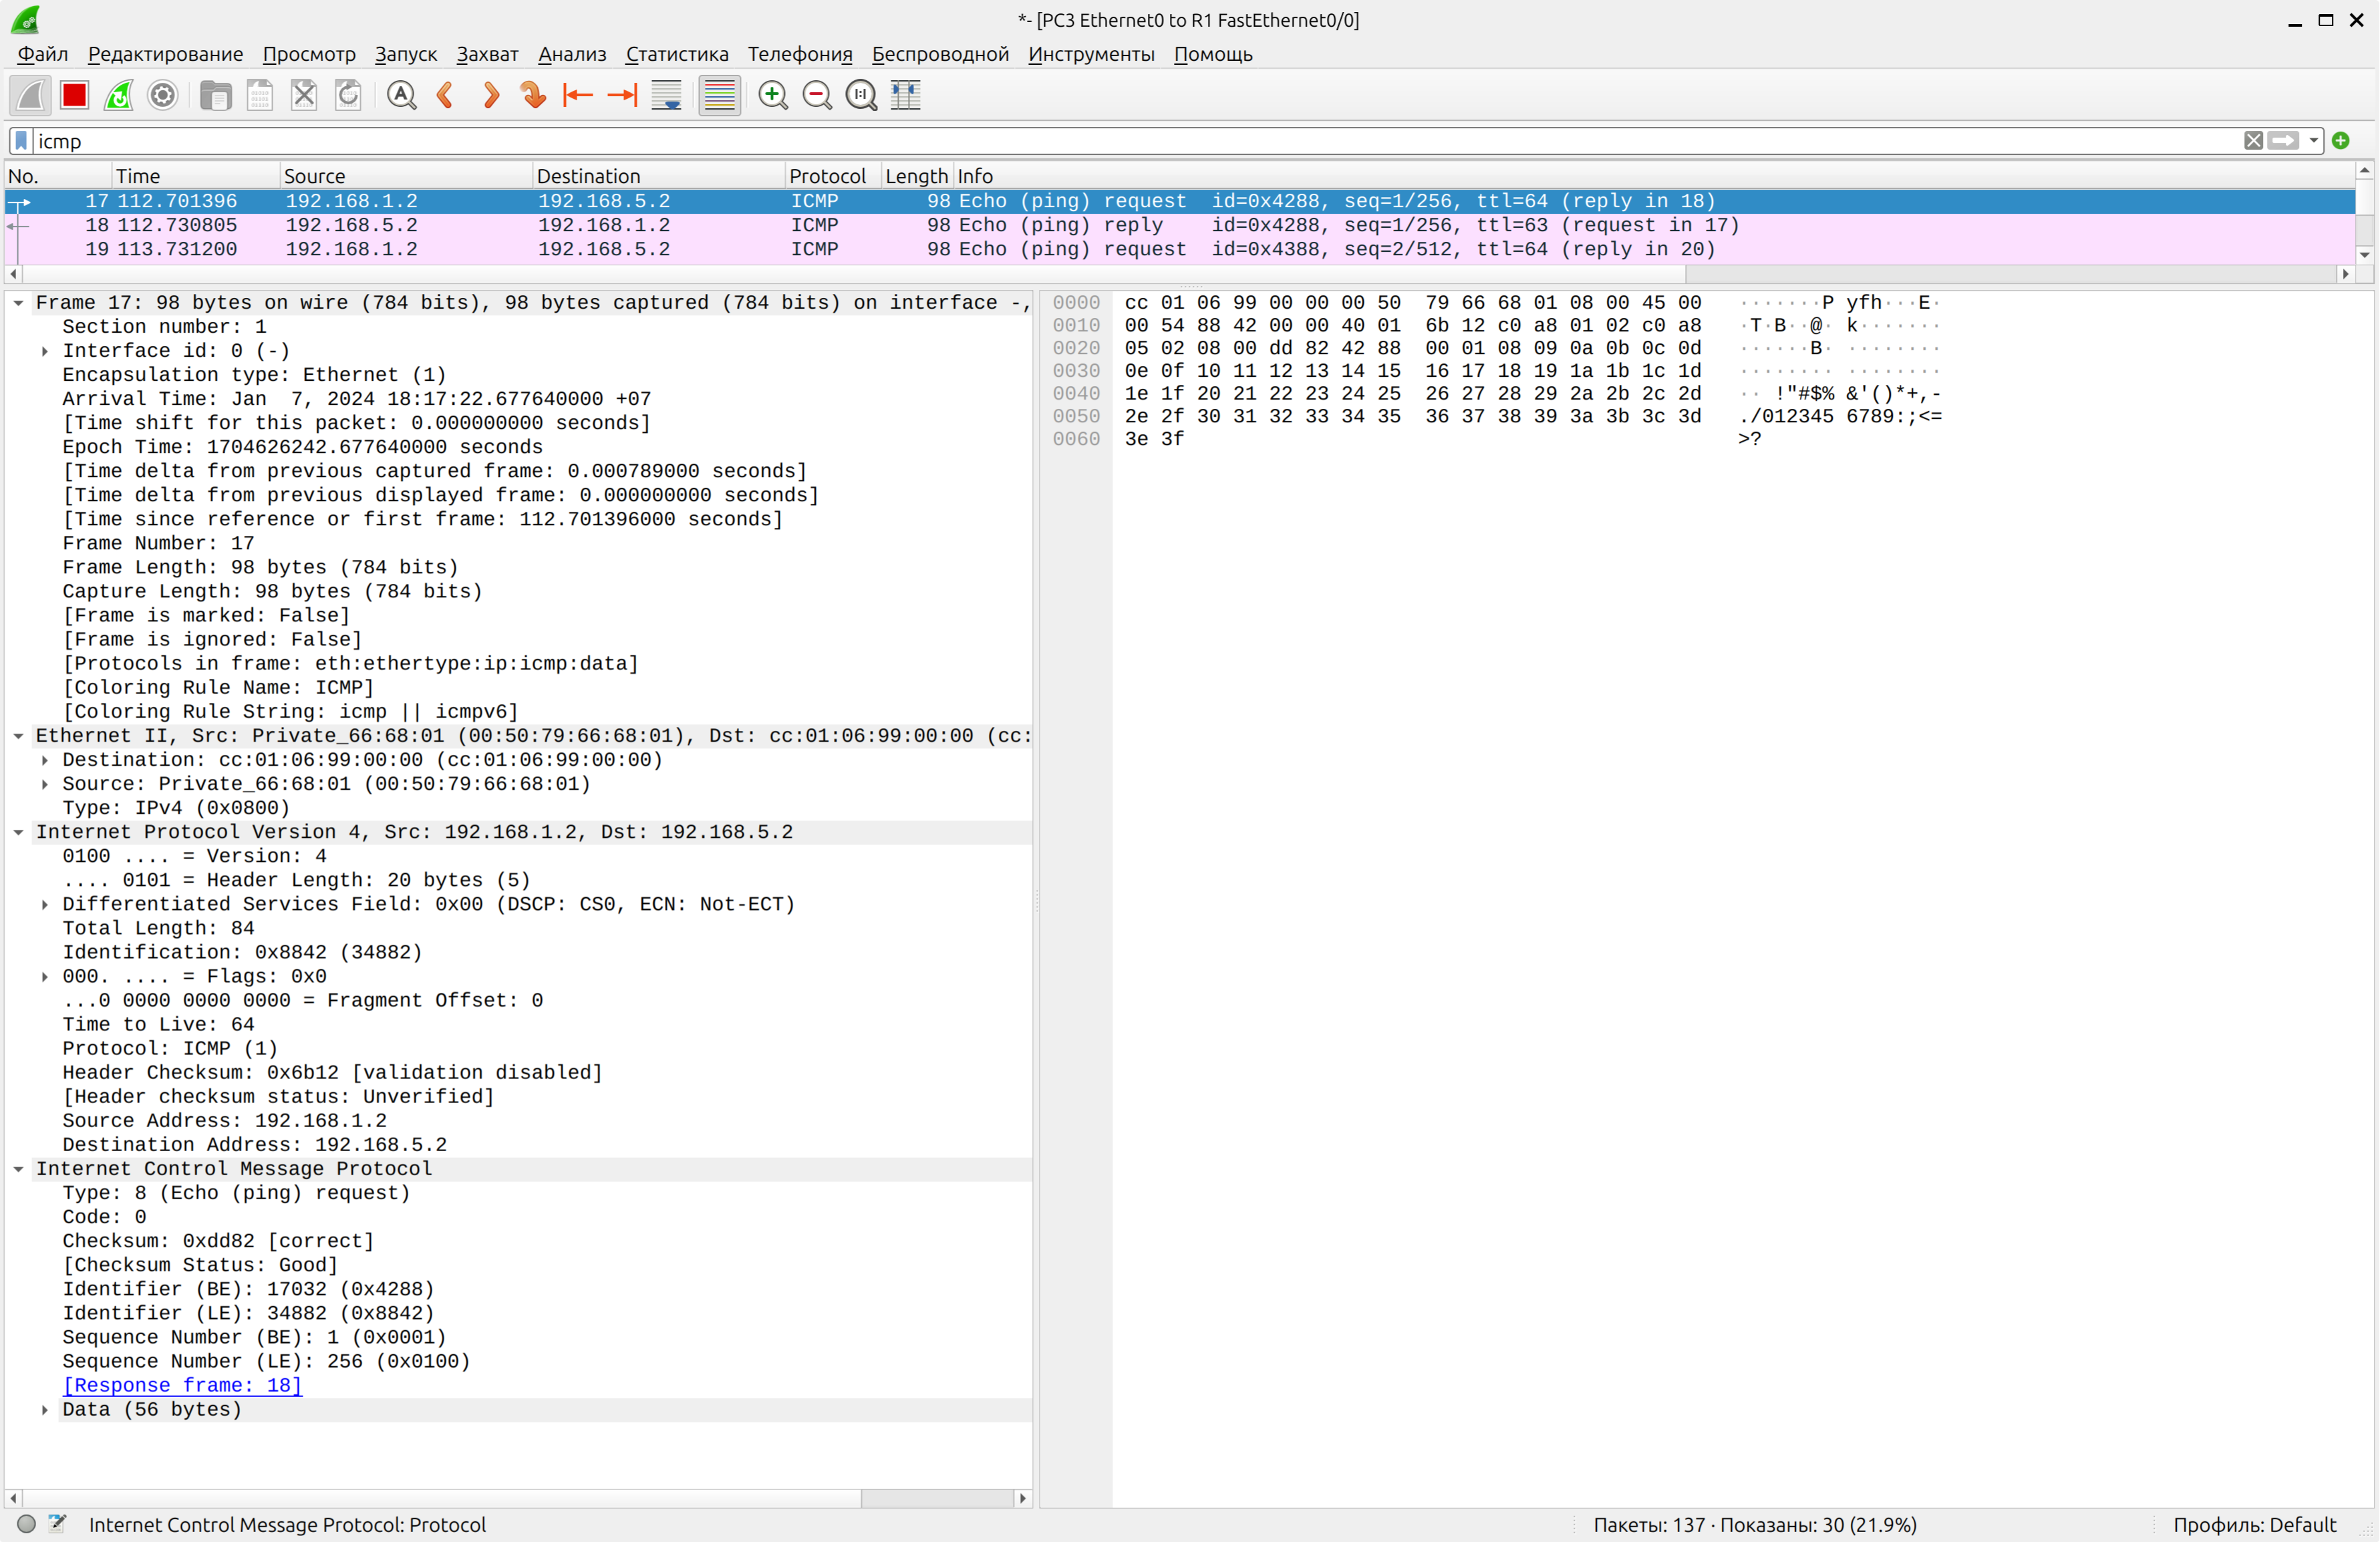 *- [PC3 Ethernet0 to R1 FastEthernet0/0]
Файл Редактирование Просмотр Запуск Захват Анализ Статистика Телефония Беспроводной Инструменты Помощь
icmp
No. Time Source Destination Protocol Length Info
17 112.701396 192.168.1.2 192.168.5.2 ICMP 98 Echo (ping) request id=0x4288, seq=1/256, ttl=64 (reply in 18)
18 112.730805 192.168.5.2 192.168.1.2 ICMP 98 Echo (ping) reply id=0x4288, seq=1/256, ttl=63 (request in 17)
19 113.731200 192.168.1.2 192.168.5.2 ICMP 98 Echo (ping) request id=0x4388, seq=2/512, ttl=64 (reply in 20)
Frame 17: 98 bytes on wire (784 bits), 98 bytes captured (784 bits) on interface -,
Section number: 1
Interface id: 0 (-)
Encapsulation type: Ethernet (1)
Arrival Time: Jan  7, 2024 18:17:22.677640000 +07
[Time shift for this packet: 0.000000000 seconds]
Epoch Time: 1704626242.677640000 seconds
[Time delta from previous captured frame: 0.000789000 seconds]
[Time delta from previous displayed frame: 0.000000000 seconds]
[Time since reference or first frame: 112.701396000 seconds]
Frame Number: 17
Frame Length: 98 bytes (784 bits)
Capture Length: 98 bytes (784 bits)
[Frame is marked: False]
[Frame is ignored: False]
[Protocols in frame: eth:ethertype:ip:icmp:data]
[Coloring Rule Name: ICMP]
[Coloring Rule String: icmp || icmpv6]
Ethernet II, Src: Private_66:68:01 (00:50:79:66:68:01), Dst: cc:01:06:99:00:00 (cc:
Destination: cc:01:06:99:00:00 (cc:01:06:99:00:00)
Source: Private_66:68:01 (00:50:79:66:68:01)
Type: IPv4 (0x0800)
Internet Protocol Version 4, Src: 192.168.1.2, Dst: 192.168.5.2
0100 .... = Version: 4
.... 0101 = Header Length: 20 bytes (5)
Differentiated Services Field: 0x00 (DSCP: CS0, ECN: Not-ECT)
Total Length: 84
Identification: 0x8842 (34882)
000. .... = Flags: 0x0
...0 0000 0000 0000 = Fragment Offset: 0
Time to Live: 64
Protocol: ICMP (1)
Header Checksum: 0x6b12 [validation disabled]
[Header checksum status: Unverified]
Source Address: 192.168.1.2
Destination Address: 192.168.5.2
Internet Control Message Protocol
Type: 8 (Echo (ping) request)
Code: 0
Checksum: 0xdd82 [correct]
[Checksum Status: Good]
Identifier (BE): 17032 (0x4288)
Identifier (LE): 34882 (0x8842)
Sequence Number (BE): 1 (0x0001)
Sequence Number (LE): 256 (0x0100)
[Response frame: 18]
Data (56 bytes)
0000 cc 01 06 99 00 00 00 50 79 66 68 01 08 00 45 00 ·······P yfh···E·
0010 00 54 88 42 00 00 40 01 6b 12 c0 a8 01 02 c0 a8 ·T·B··@· k·······
0020 05 02 08 00 dd 82 42 88 00 01 08 09 0a 0b 0c 0d ······B· ········
0030 0e 0f 10 11 12 13 14 15 16 17 18 19 1a 1b 1c 1d ········ ········
0040 1e 1f 20 21 22 23 24 25 26 27 28 29 2a 2b 2c 2d ·· !"#$% &'()*+,-
0050 2e 2f 30 31 32 33 34 35 36 37 38 39 3a 3b 3c 3d ./012345 6789:;<=
0060 3e 3f >?
Internet Control Message Protocol: Protocol Пакеты: 137 · Показаны: 30 (21.9%) Профиль: Default